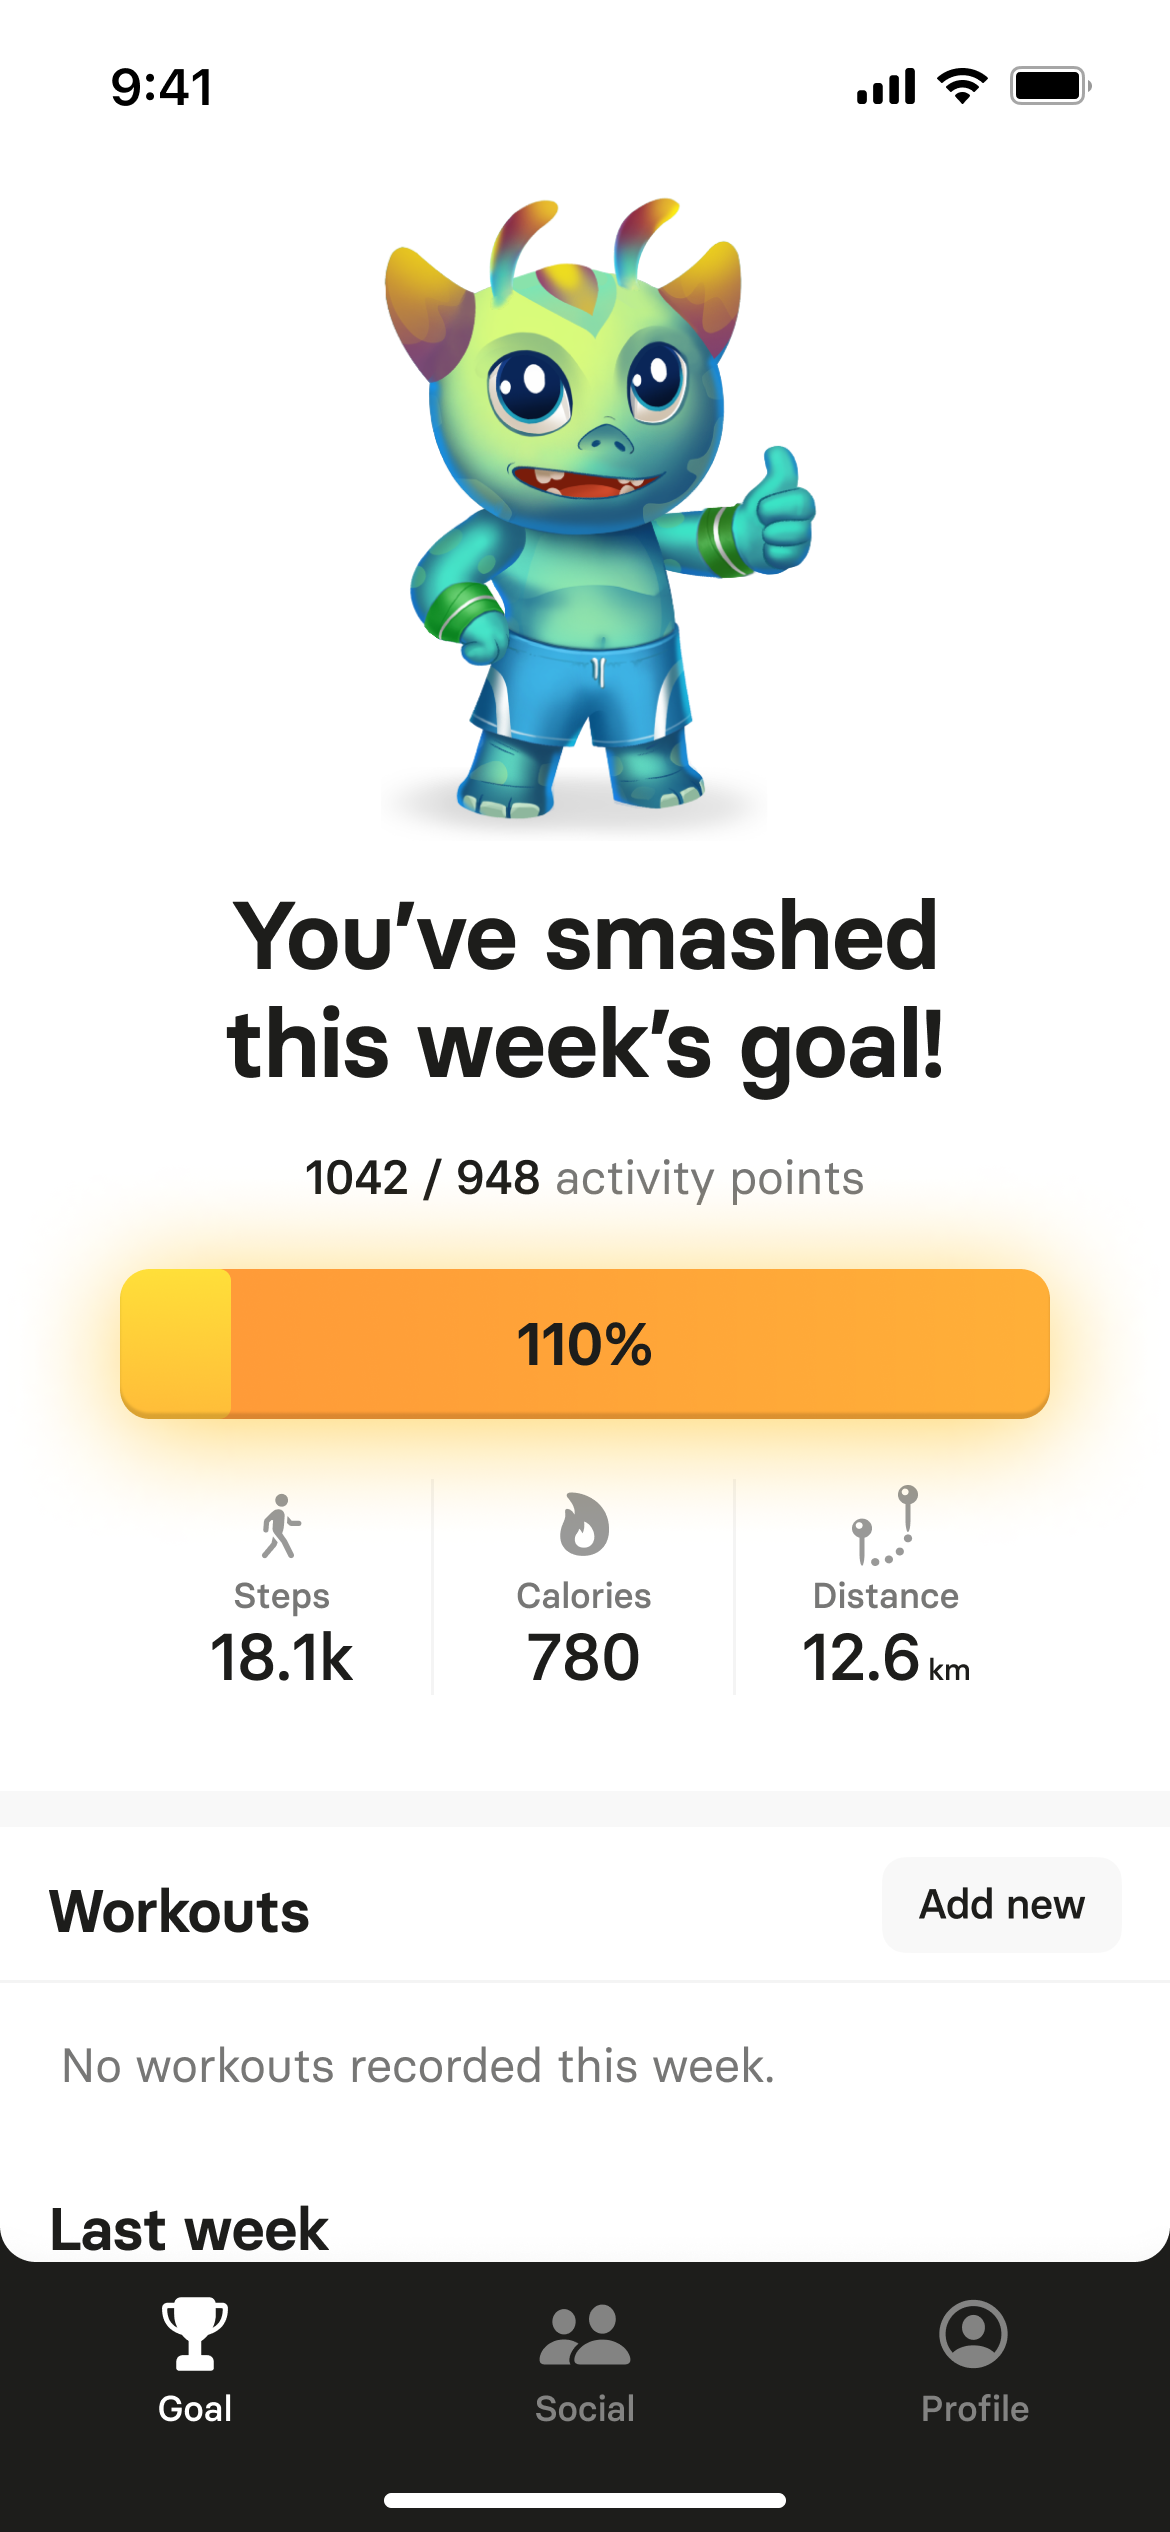 9:41
You’ve smashed
this week’s goal!
1042 / 948 activity points
110%
Steps
18.1k
Calories
780
Distance
12.6 km
Workouts
Add new
No workouts recorded this week.
Last week
Goal
Social
Profile